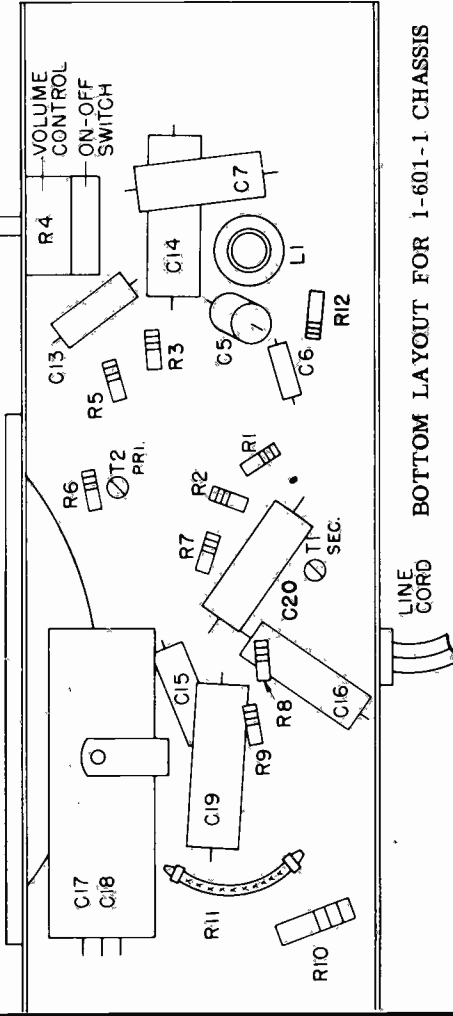 VOLUME
CONTROL
ON-OFF
SWITCH
R4
C7
C14
L1
C13
R3
C5
R12
C6
R5
R6
T2
PRI.
R1
R2
R7
T1
SEC.
C20
C15
R8
C16
R9
C19
C17
C18
R11
R10
LINE
CORD
BOTTOM LAYOUT FOR 1-601-1 CHASSIS